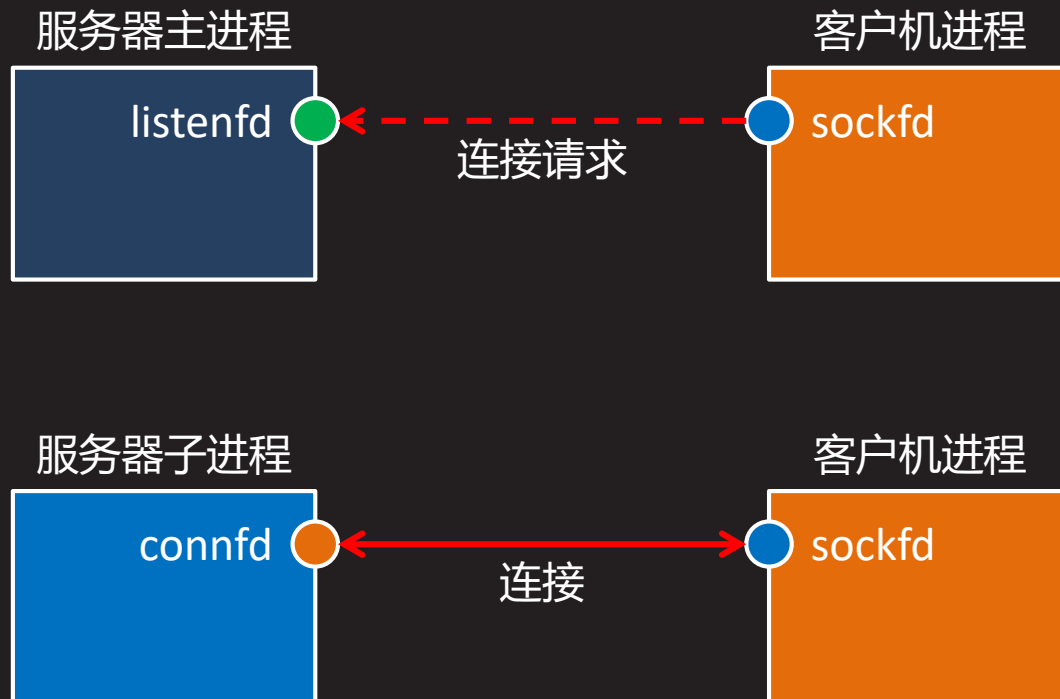 服务器主进程
客户机进程
listenfd
sockfd
连接请求
服务器子进程
客户机进程
connfd
sockfd
连接